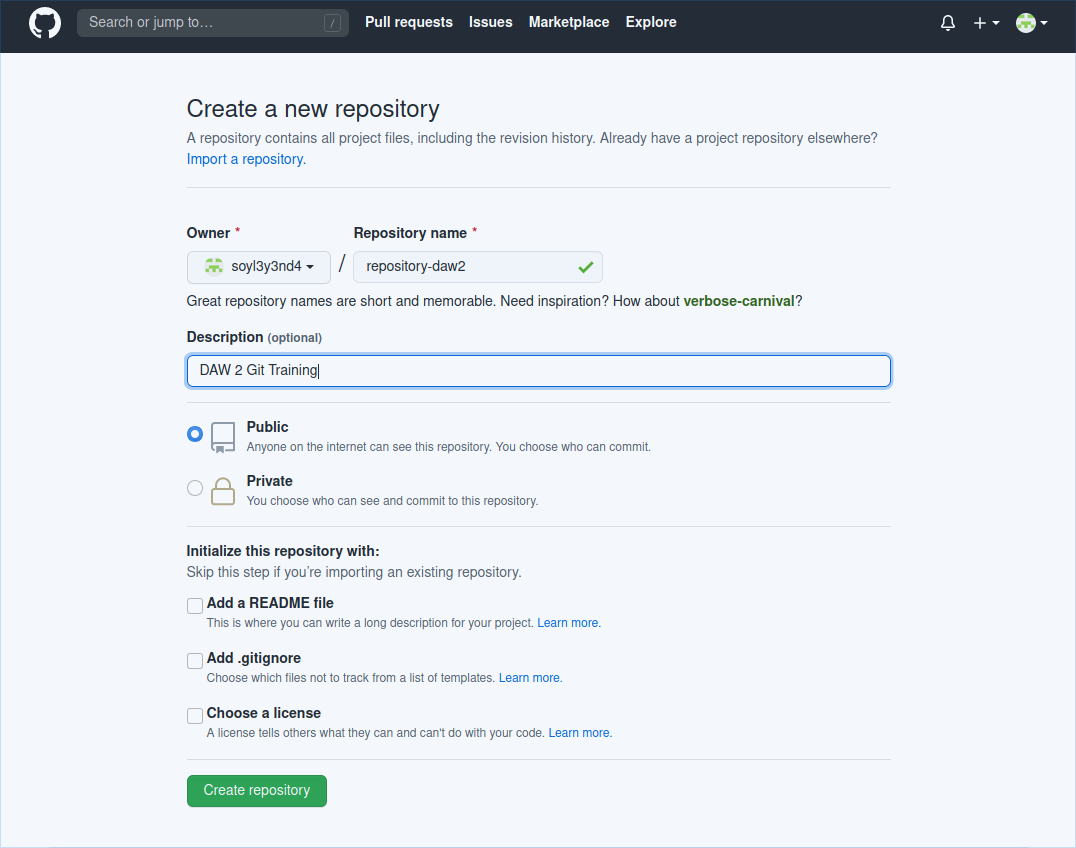 Search or jump to… / Pull requests Issues Marketplace Explore
Create a new repository
A repository contains all project files, including the revision history. Already have a project repository elsewhere?
Import a repository.
Owner * Repository name *
soyl3y3nd4 / repository-daw2
Great repository names are short and memorable. Need inspiration? How about verbose-carnival?
Description (optional)
DAW 2 Git Training
Public
Anyone on the internet can see this repository. You choose who can commit.
Private
You choose who can see and commit to this repository.
Initialize this repository with:
Skip this step if you're importing an existing repository.
Add a README file
This is where you can write a long description for your project. Learn more.
Add .gitignore
Choose which files not to track from a list of templates. Learn more.
Choose a license
A license tells others what they can and can't do with your code. Learn more.
Create repository